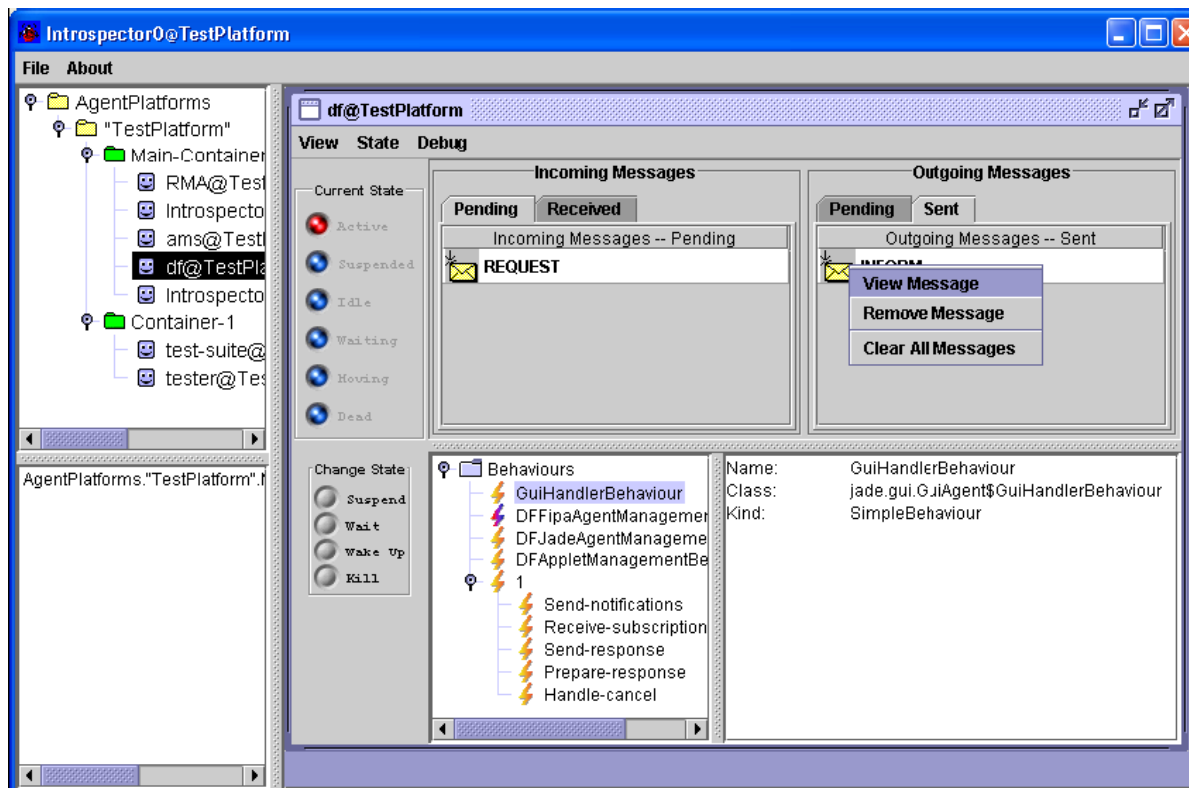 Introspector0@TestPlatform
File About
AgentPlatforms
"TestPlatform"
Main-Container
RMA@Test
Introspecto
ams@Test
df@TestPla
Introspecto
Container-1
test-suite@
tester@Tes
AgentPlatforms."TestPlatform".
df@TestPlatform
View State Debug
Current State
Active
Suspended
Idle
Waiting
Moving
Dead
Incoming Messages
Pending Received
Incoming Messages -- Pending
REQUEST
Outgoing Messages
Pending Sent
Outgoing Messages -- Sent
INFORM
View Message
Remove Message
Clear All Messages
Change State
Suspend
Wait
Wake Up
Kill
Behaviours
GuiHandlerBehaviour
DFFipaAgentManagemer
DFJadeAgentManageme
DFAppletManagementBe
1
Send-notifications
Receive-subscription
Send-response
Prepare-response
Handle-cancel
Name: GuiHandlerBehaviour
Class: jade.gui.GuiAgent$GuiHandlerBehaviour
Kind: SimpleBehaviour